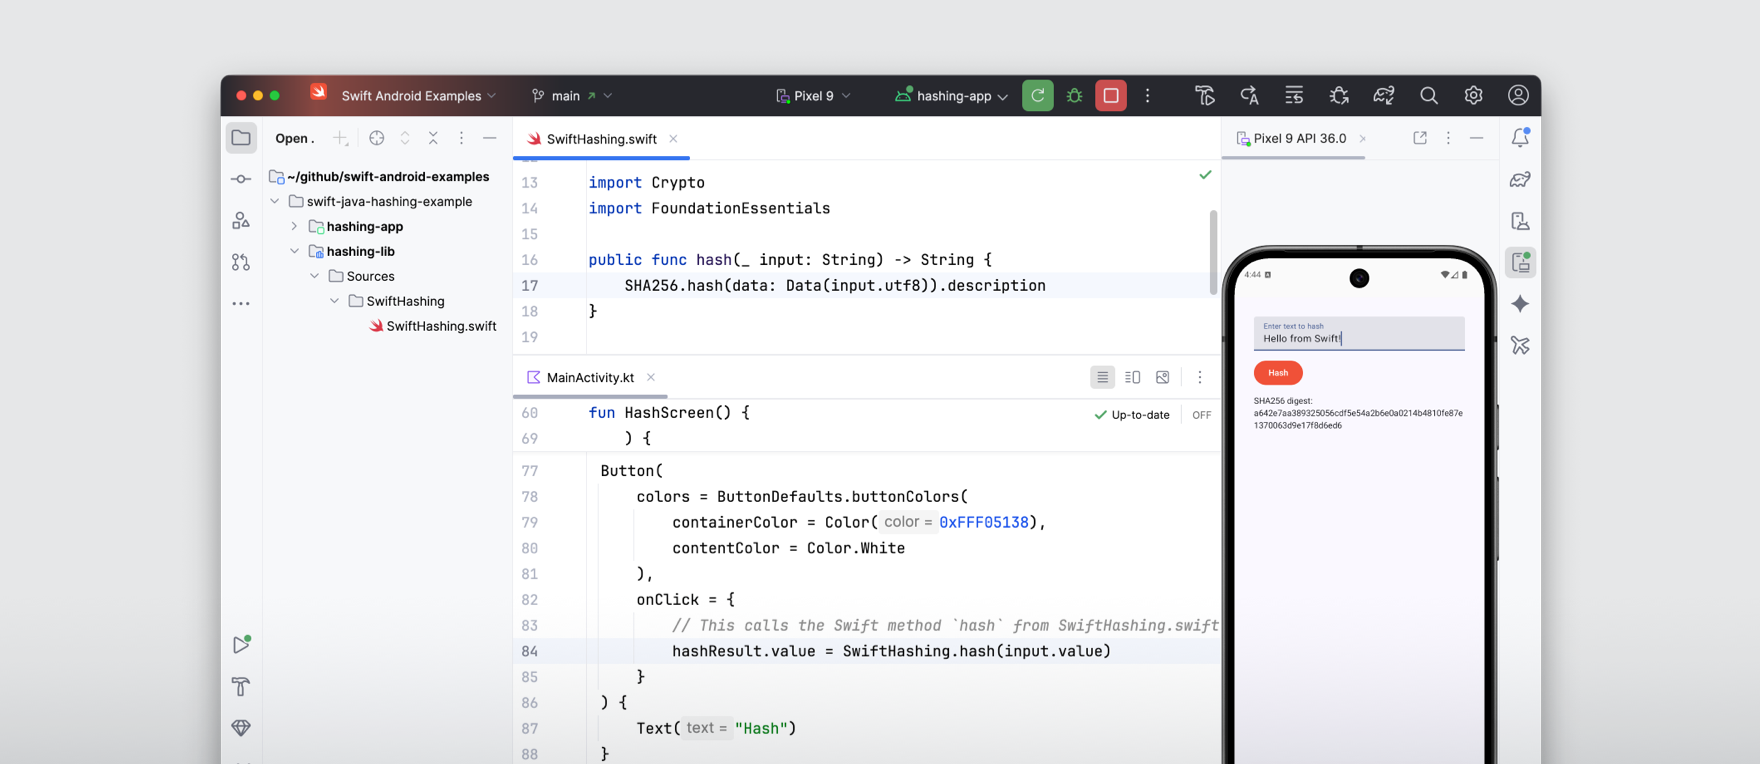 Swift Android Examples
main
Pixel 9
hashing-app
Open .
~/github/swift-android-examples
swift-java-hashing-example
hashing-app
hashing-lib
Sources
SwiftHashing
SwiftHashing.swift
SwiftHashing.swift
13 import Crypto
14 import FoundationEssentials
15
16 public func hash(_ input: String) -> String {
17 SHA256.hash(data: Data(input.utf8)).description
18 }
19
MainActivity.kt
60 fun HashScreen() {
Up-to-date OFF
69 ) {
77 Button(
78 colors = ButtonDefaults.buttonColors(
79 containerColor = Color( color = 0xFFF05138),
80 contentColor = Color.White
81 ),
82 onClick = {
83 // This calls the Swift method `hash` from SwiftHashing.swift
84 hashResult.value = SwiftHashing.hash(input.value)
85 }
86 ) {
87 Text( text = "Hash")
88 }
Pixel 9 API 36.0
4:44
Enter text to hash
Hello from Swift!
Hash
SHA256 digest:
a642e7aa389325056cdf5e54a2b6e0a0214b4810fe87e
1370063d9e17f8d6ed6